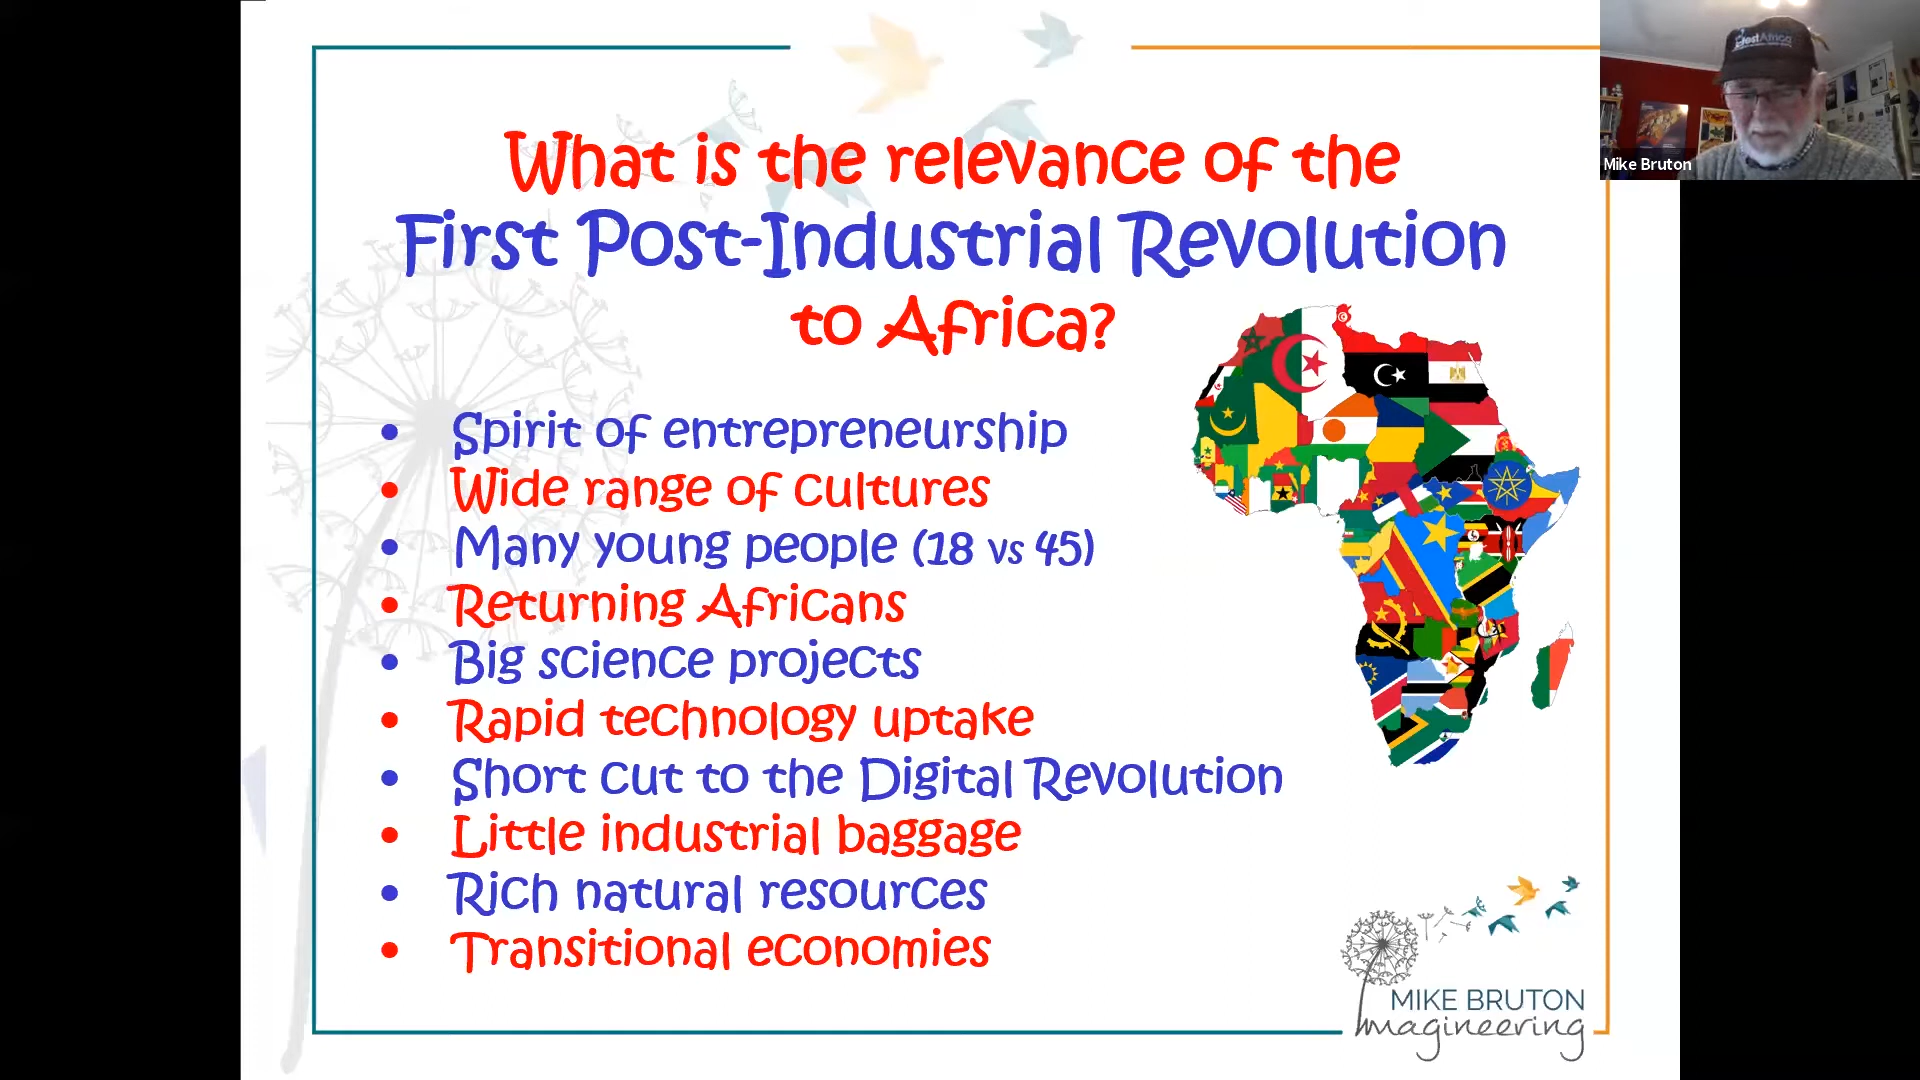 What is the relevance of the
First Post-Industrial Revolution
to Africa?
• Spirit of entrepreneurship
• Wide range of cultures
• Many young people (18 vs 45)
• Returning Africans
• Big science projects
• Rapid technology uptake
• Short cut to the Digital Revolution
• Little industrial baggage
• Rich natural resources
• Transitional economies
MIKE BRUTON
Imagineering
Mike Bruton